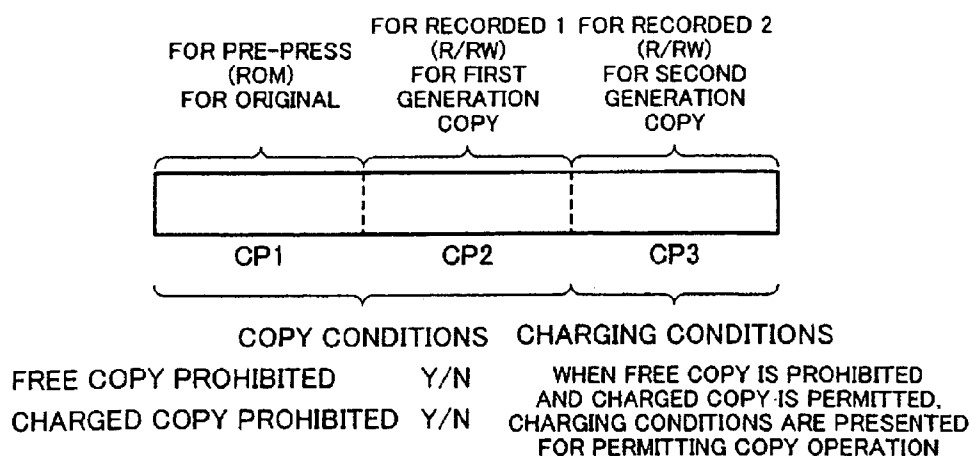 FOR PRE-PRESS
(ROM)
FOR ORIGINAL
FOR RECORDED 1
(R/RW)
FOR FIRST
GENERATION
COPY
FOR RECORDED 2
(R/RW)
FOR SECOND
GENERATION
COPY
CP1
CP2
CP3
COPY CONDITIONS
FREE COPY PROHIBITED Y/N
CHARGED COPY PROHIBITED Y/N
CHARGING CONDITIONS
WHEN FREE COPY IS PROHIBITED
AND CHARGED COPY IS PERMITTED,
CHARGING CONDITIONS ARE PRESENTED
FOR PERMITTING COPY OPERATION